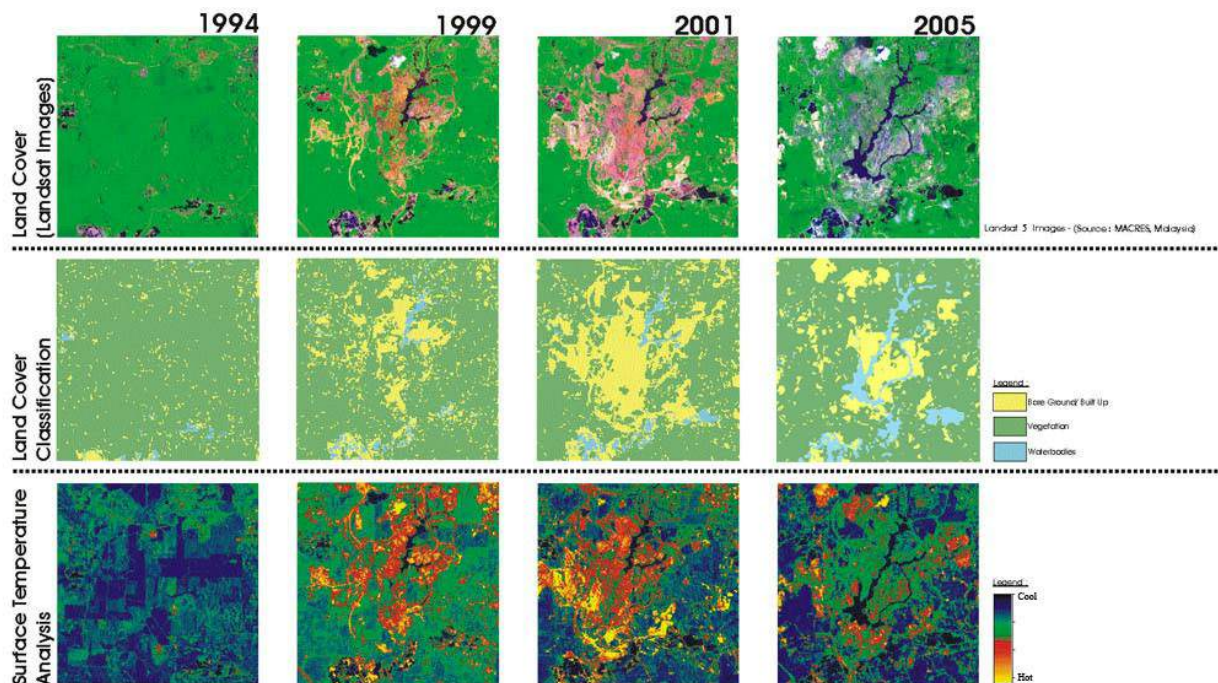 1994
1999
2001
2005
Land Cover
(Landsat Images)
Landsat 5 Images - (Source: MACRES, Malaysia)
Land Cover
Classification
Legend :
Bare Ground/ Built Up
Vegetation
Waterbodies
Surface Temperature
Analysis
Legend :
Cool
Hot